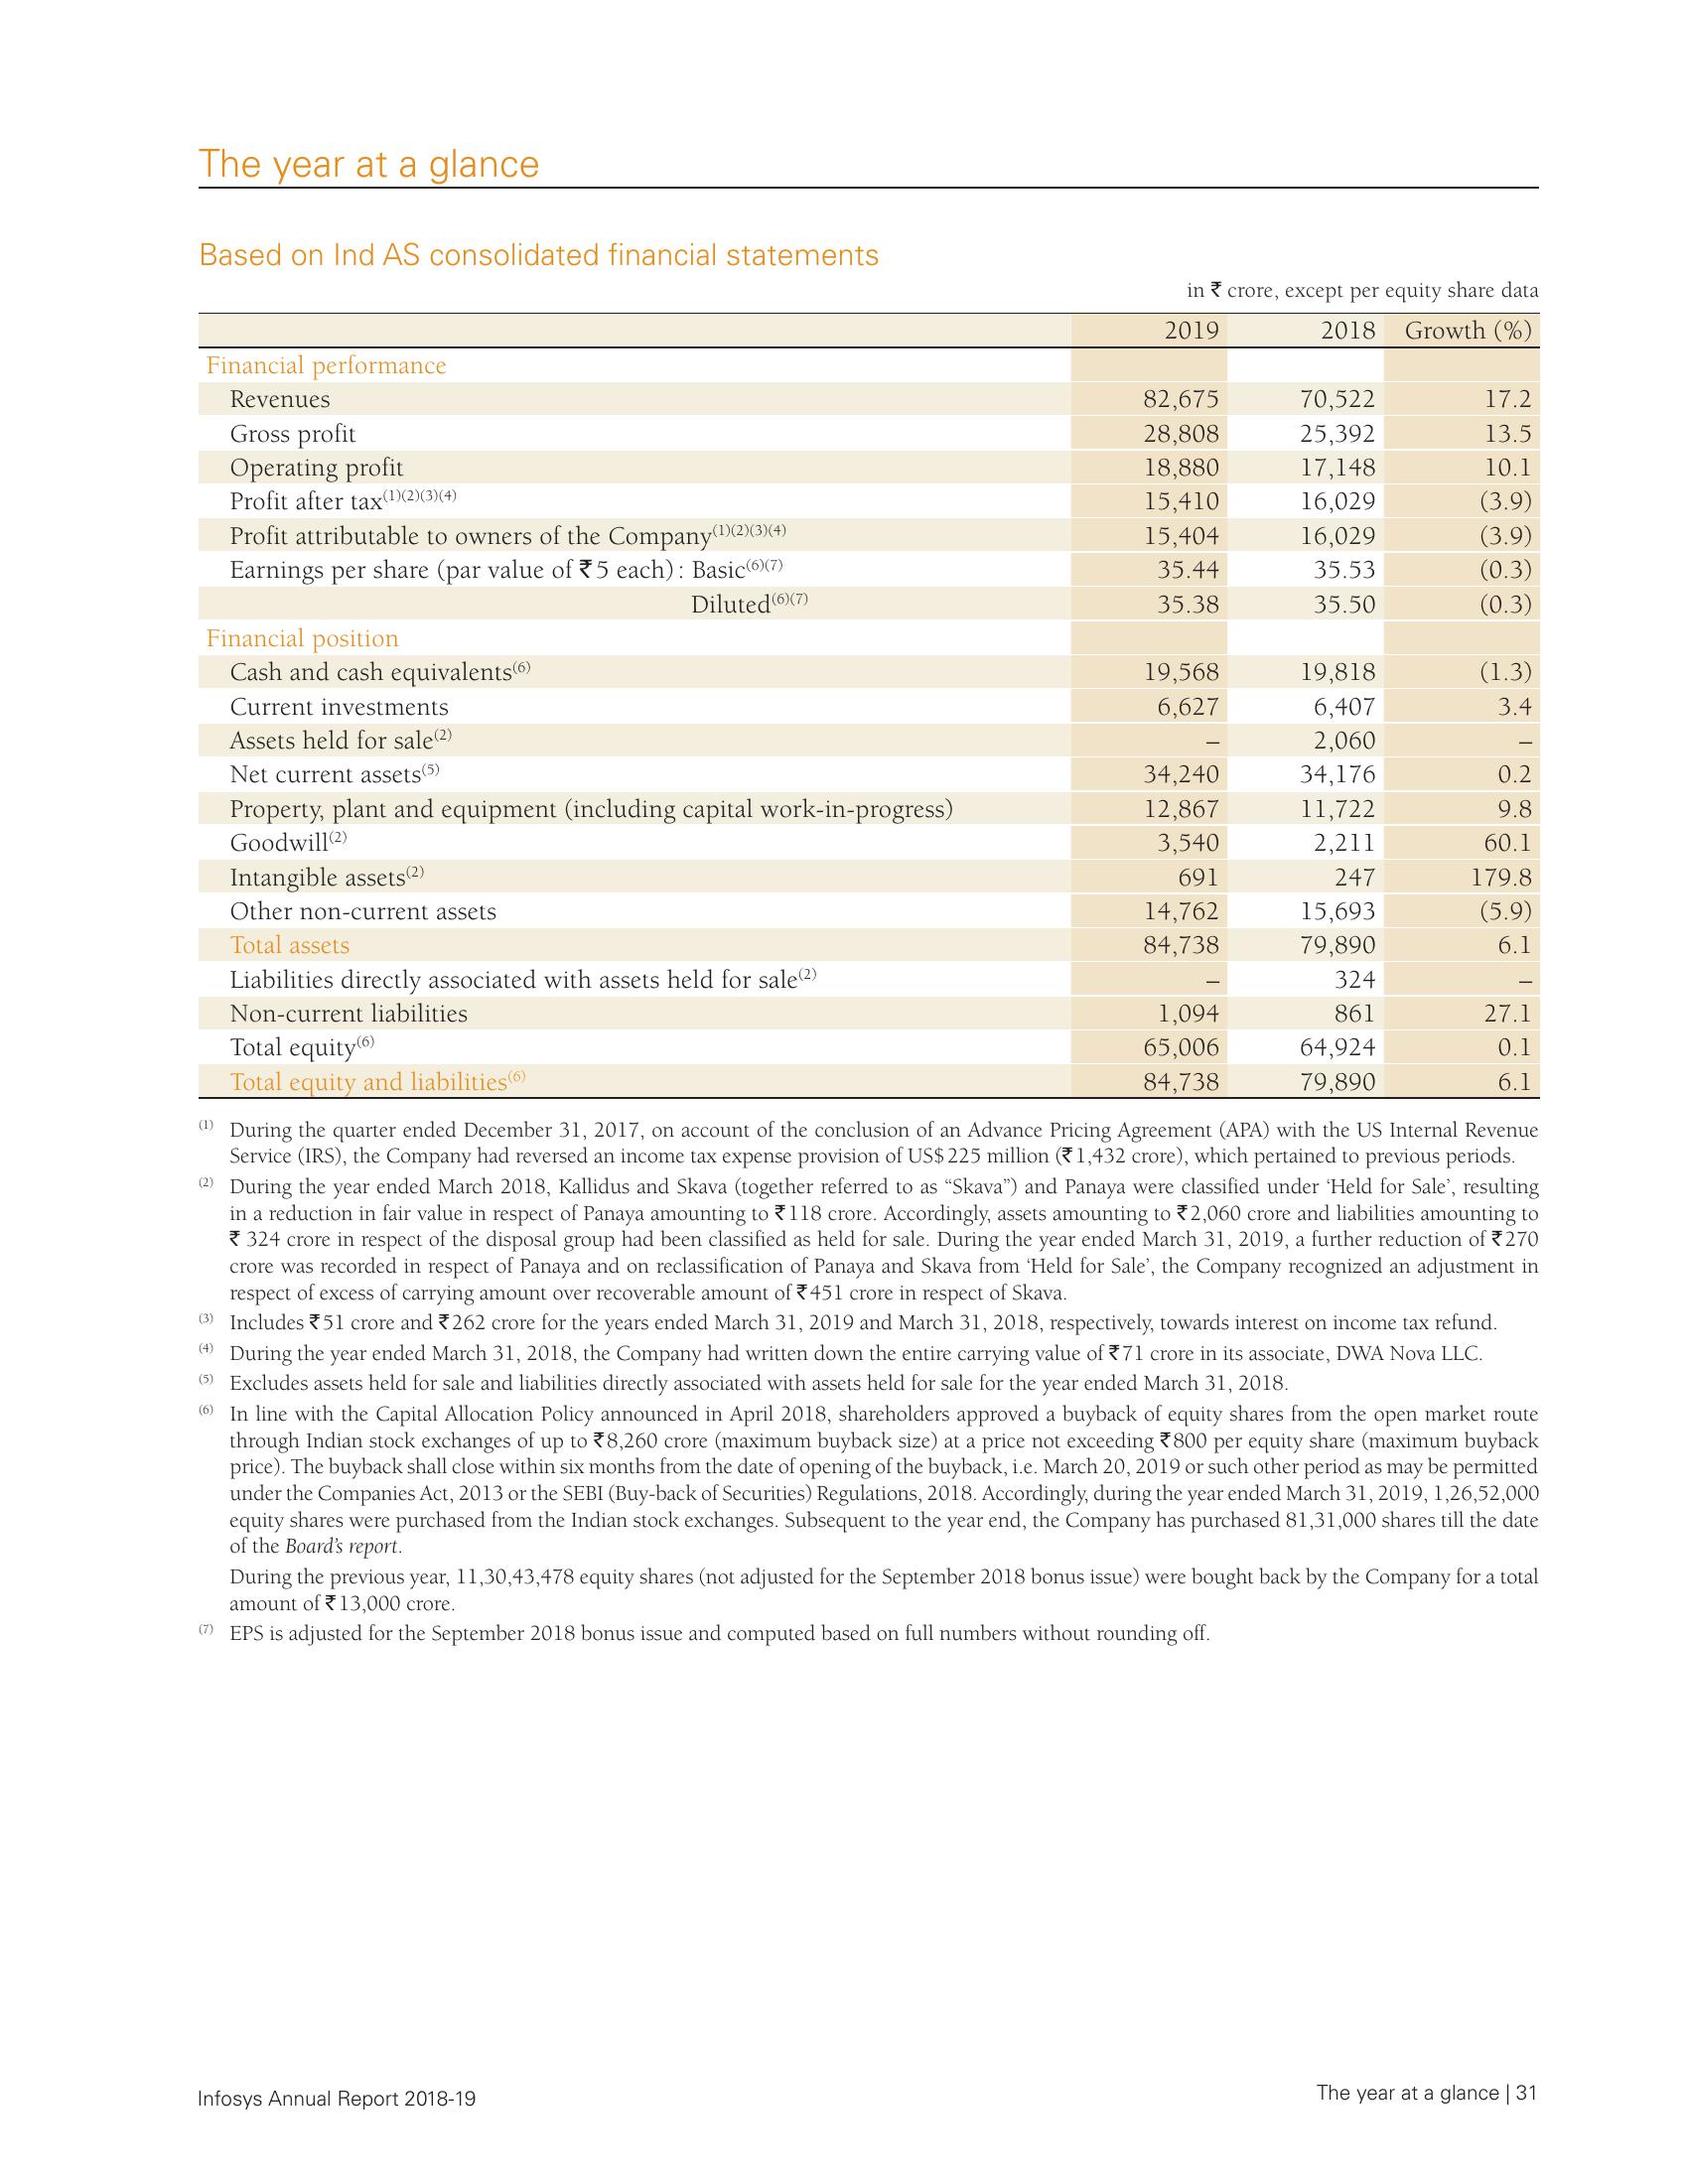 The year at a glance
Based on Ind AS consolidated financial statements
in ₹ crore, except per equity share data
2019 2018 Growth (%)
Financial performance
Revenues 82,675 70,522 17.2
Gross profit 28,808 25,392 13.5
Operating profit 18,880 17,148 10.1
Profit after tax(1)(2)(3)(4) 15,410 16,029 (3.9)
Profit attributable to owners of the Company(1)(2)(3)(4) 15,404 16,029 (3.9)
Earnings per share (par value of ₹5 each) : Basic(6)(7) 35.44 35.53 (0.3)
Diluted(6)(7) 35.38 35.50 (0.3)
Financial position
Cash and cash equivalents(6) 19,568 19,818 (1.3)
Current investments 6,627 6,407 3.4
Assets held for sale(2) – 2,060 –
Net current assets(5) 34,240 34,176 0.2
Property, plant and equipment (including capital work-in-progress) 12,867 11,722 9.8
Goodwill(2) 3,540 2,211 60.1
Intangible assets(2) 691 247 179.8
Other non-current assets 14,762 15,693 (5.9)
Total assets 84,738 79,890 6.1
Liabilities directly associated with assets held for sale(2) – 324 –
Non-current liabilities 1,094 861 27.1
Total equity(6) 65,006 64,924 0.1
Total equity and liabilities(6) 84,738 79,890 6.1
(1) During the quarter ended December 31, 2017, on account of the conclusion of an Advance Pricing Agreement (APA) with the US Internal Revenue
Service (IRS), the Company had reversed an income tax expense provision of US$ 225 million (₹1,432 crore), which pertained to previous periods.
(2) During the year ended March 2018, Kallidus and Skava (together referred to as “Skava”) and Panaya were classified under ‘Held for Sale’, resulting
in a reduction in fair value in respect of Panaya amounting to ₹118 crore. Accordingly, assets amounting to ₹2,060 crore and liabilities amounting to
₹ 324 crore in respect of the disposal group had been classified as held for sale. During the year ended March 31, 2019, a further reduction of ₹270
crore was recorded in respect of Panaya and on reclassification of Panaya and Skava from ‘Held for Sale’, the Company recognized an adjustment in
respect of excess of carrying amount over recoverable amount of ₹451 crore in respect of Skava.
(3) Includes ₹51 crore and ₹262 crore for the years ended March 31, 2019 and March 31, 2018, respectively, towards interest on income tax refund.
(4) During the year ended March 31, 2018, the Company had written down the entire carrying value of ₹71 crore in its associate, DWA Nova LLC.
(5) Excludes assets held for sale and liabilities directly associated with assets held for sale for the year ended March 31, 2018.
(6) In line with the Capital Allocation Policy announced in April 2018, shareholders approved a buyback of equity shares from the open market route
through Indian stock exchanges of up to ₹8,260 crore (maximum buyback size) at a price not exceeding ₹800 per equity share (maximum buyback
price). The buyback shall close within six months from the date of opening of the buyback, i.e. March 20, 2019 or such other period as may be permitted
under the Companies Act, 2013 or the SEBI (Buy-back of Securities) Regulations, 2018. Accordingly, during the year ended March 31, 2019, 1,26,52,000
equity shares were purchased from the Indian stock exchanges. Subsequent to the year end, the Company has purchased 81,31,000 shares till the date
of the Board’s report.
During the previous year, 11,30,43,478 equity shares (not adjusted for the September 2018 bonus issue) were bought back by the Company for a total
amount of ₹13,000 crore.
(7) EPS is adjusted for the September 2018 bonus issue and computed based on full numbers without rounding off.
Infosys Annual Report 2018-19
The year at a glance | 31